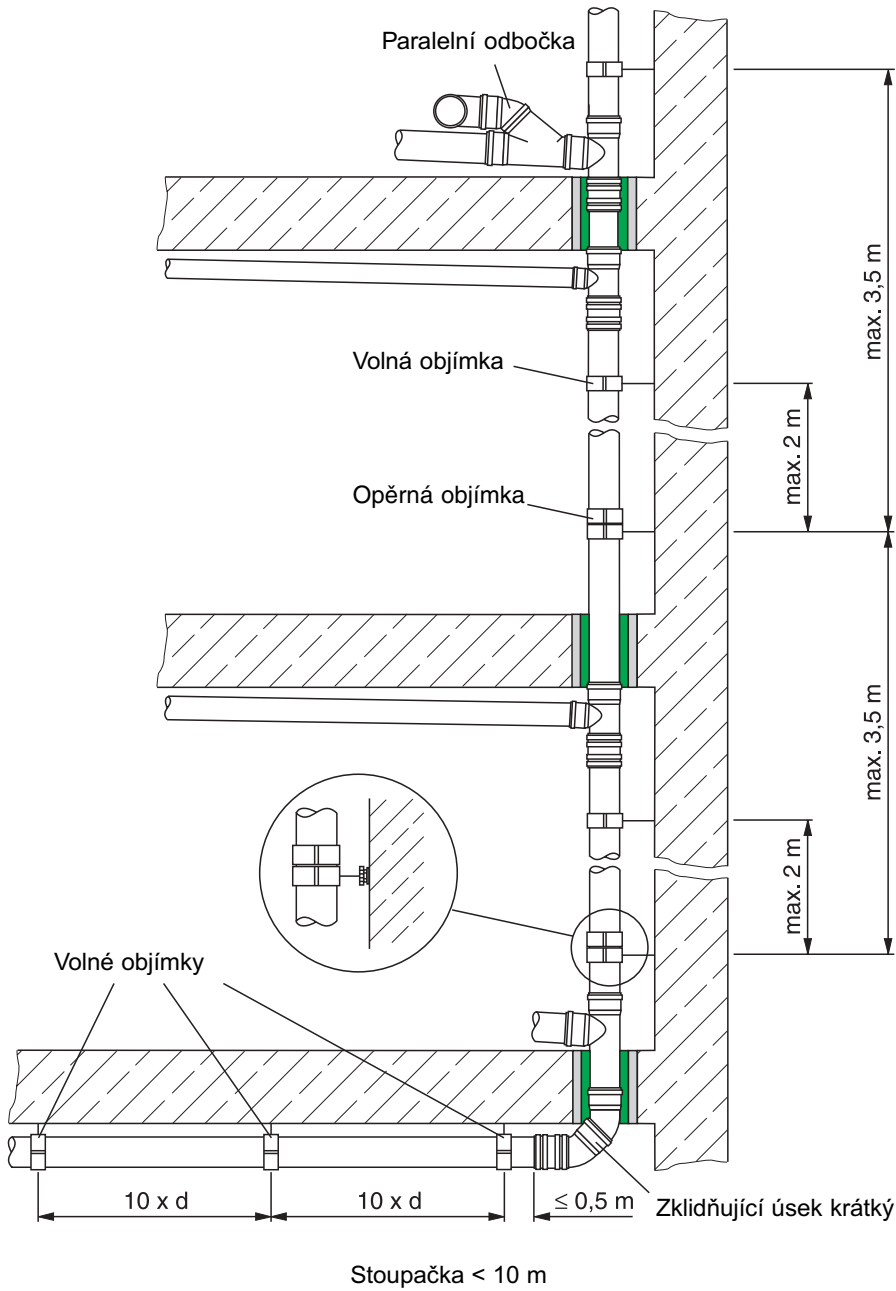 Paralelní odbočka
max. 3,5 m
Volná objímka
max. 2 m
Opěrná objímka
max. 3,5 m
max. 2 m
Volné objímky
10 x d
10 x d
≤ 0,5 m
Zklidňující úsek krátký
Stoupačka < 10 m